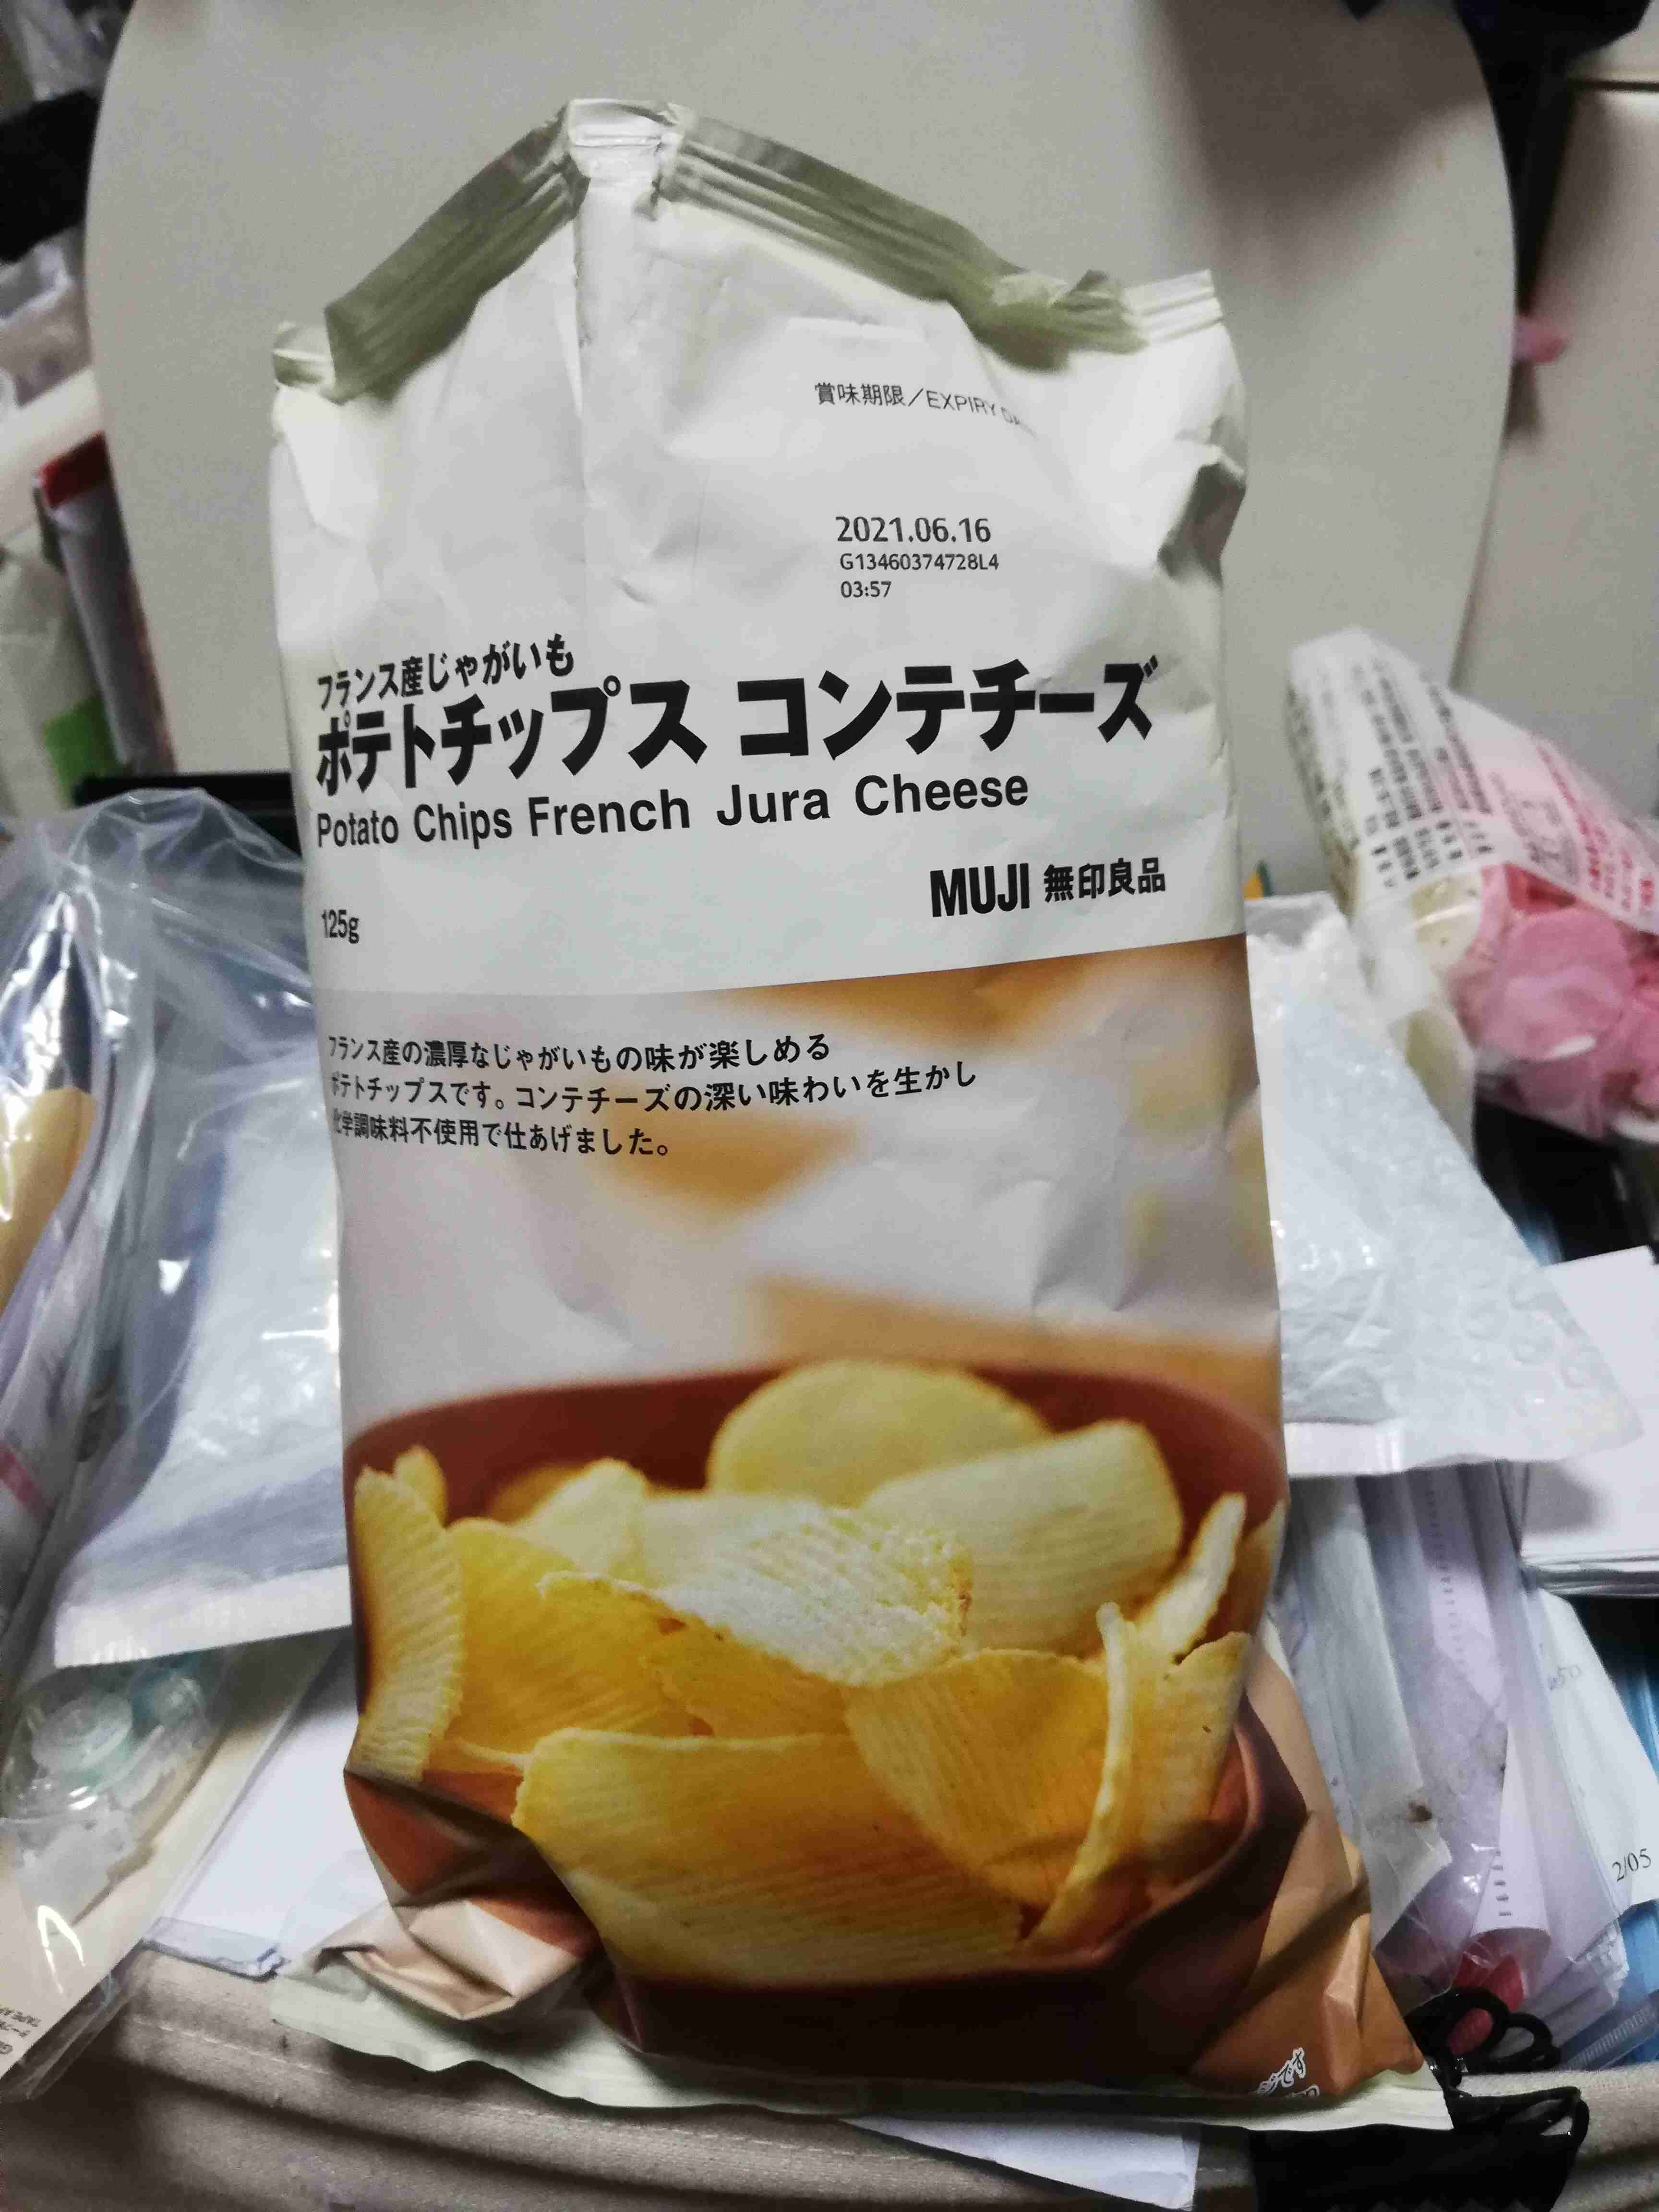 賞味期限／EXPIRY
2021.06.16
G13460374728L4
03:57
フランス産じゃがいも
ポテトチップス コンテチーズ
Potato Chips French Jura Cheese
MUJI 無印良品
125g
フランス産の濃厚なじゃがいもの味が楽しめる
ポテトチップスです。コンテチーズの深い味わいを生かし
化学調味料不使用で仕あげました。
2/05